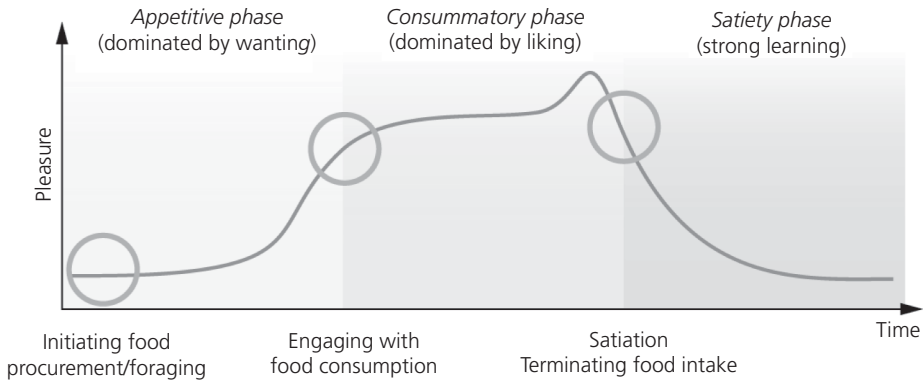 Appetitive phase
(dominated by wanting)
Consummatory phase
(dominated by liking)
Satiety phase
(strong learning)
Pleasure
Time
Initiating food
procurement/foraging
Engaging with
food consumption
Satiation
Terminating food intake